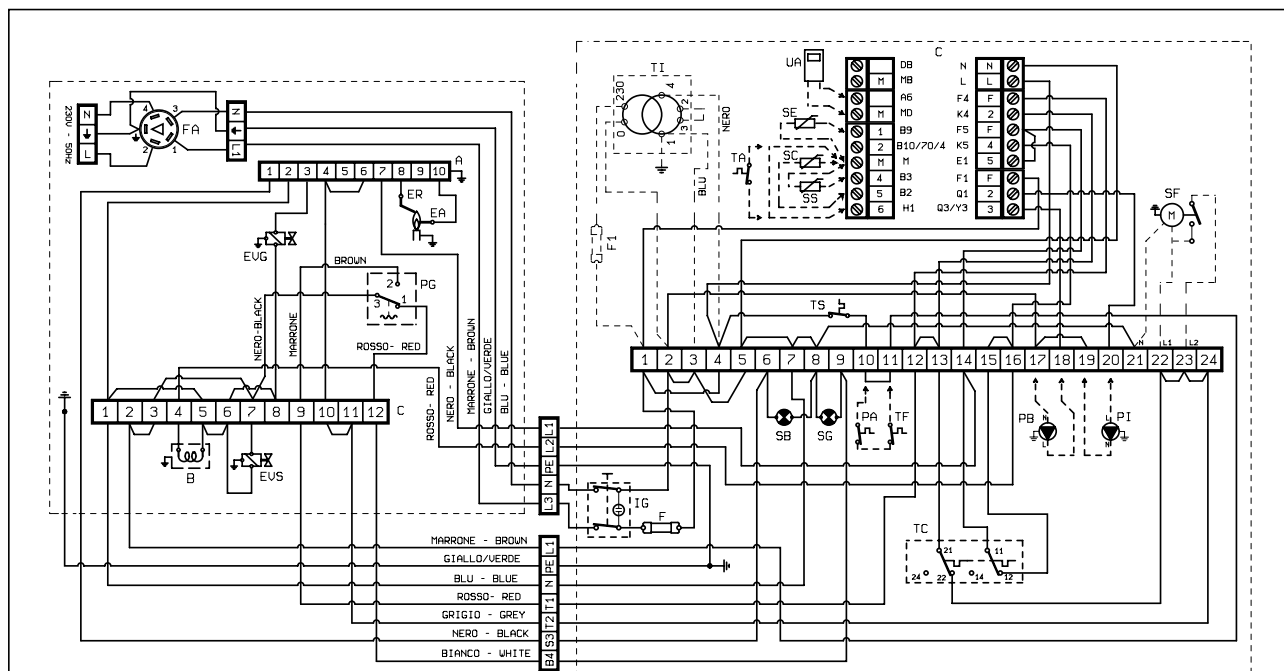 230V - 50Hz
N
L
4 3
2 1
FA
N
L1
A
1 2 3 4 5 6 7 8 9 10
ER
EA
EVG
BROWN
PG
2
3 1
NERO-BLACK
MARRONE
ROSSO- RED
ROSSO- RED
NERO - BLACK
MARRONE - BROWN
GIALLO/VERDE
BLU - BLUE
1 2 3 4 5 6 7 8 9 10 11 12
C
B
EVS
L1
L2
PE
N
L3
IG
F
MARRONE - BROWN
GIALLO/VERDE
BLU - BLUE
ROSSO- RED
GRIGIO - GREY
NERO - BLACK
BIANCO - WHITE
L1
PE
N
T1
T2
S3
B4
TI
230
0
4
2
3
1
NERO
BLU
F1
UA
SE
SC
SS
TA
C
DB
M MB
A6
M MD
1 B9
2 B10/70/4
M M
4 B3
5 B2
6 H1
N N
L L
F4 F
K4 2
F5 F
K5 4
E1 5
F1 F
Q1 2
Q3/Y3 3
SF
M
TS
N
L1
L2
1 2 3 4 5 6 7 8 9 10 11 12 13 14 15 16 17 18 19 20 21 22 23 24
SB
SG
PA
TF
PB
N
L
PI
L
N
TC
21
11
24
22
14
12